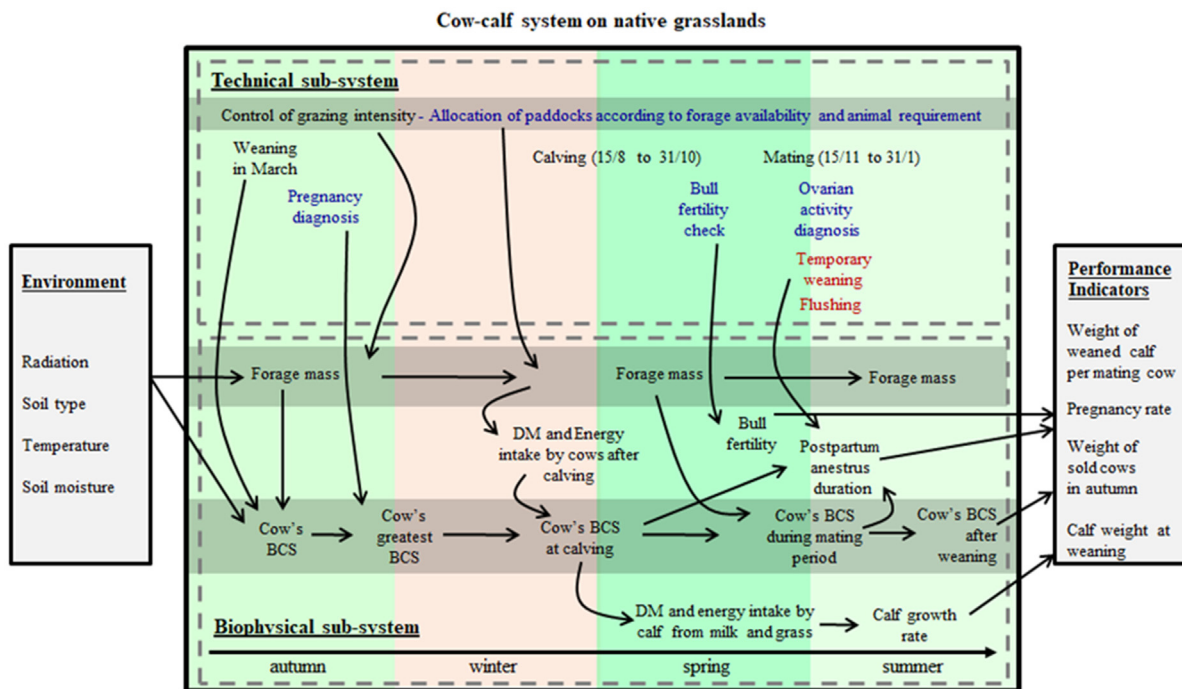 Cow-calf system on native grasslands
Technical sub-system
Control of grazing intensity - Allocation of paddocks according to forage availability and animal requirement
Weaning
in March
Calving (15/8 to 31/10)
Mating (15/11 to 31/1)
Pregnancy
diagnosis
Bull
fertility
check
Ovarian
activity
diagnosis
Temporary
weaning
Flushing
Environment
Radiation
Soil type
Temperature
Soil moisture
Forage mass
Forage mass
Forage mass
DM and Energy
intake by cows after
calving
Bull
fertility
Postpartum
anestrus
duration
Cow's
BCS
Cow's
greatest
BCS
Cow's BCS
at calving
Cow's BCS
during mating
period
Cow's BCS
after
weaning
DM and energy intake by
calf from milk and grass
Calf growth
rate
Biophysical sub-system
autumn
winter
spring
summer
Performance
Indicators
Weight of
weaned calf
per mating cow
Pregnancy rate
Weight of
sold cows
in autumn
Calf weight at
weaning